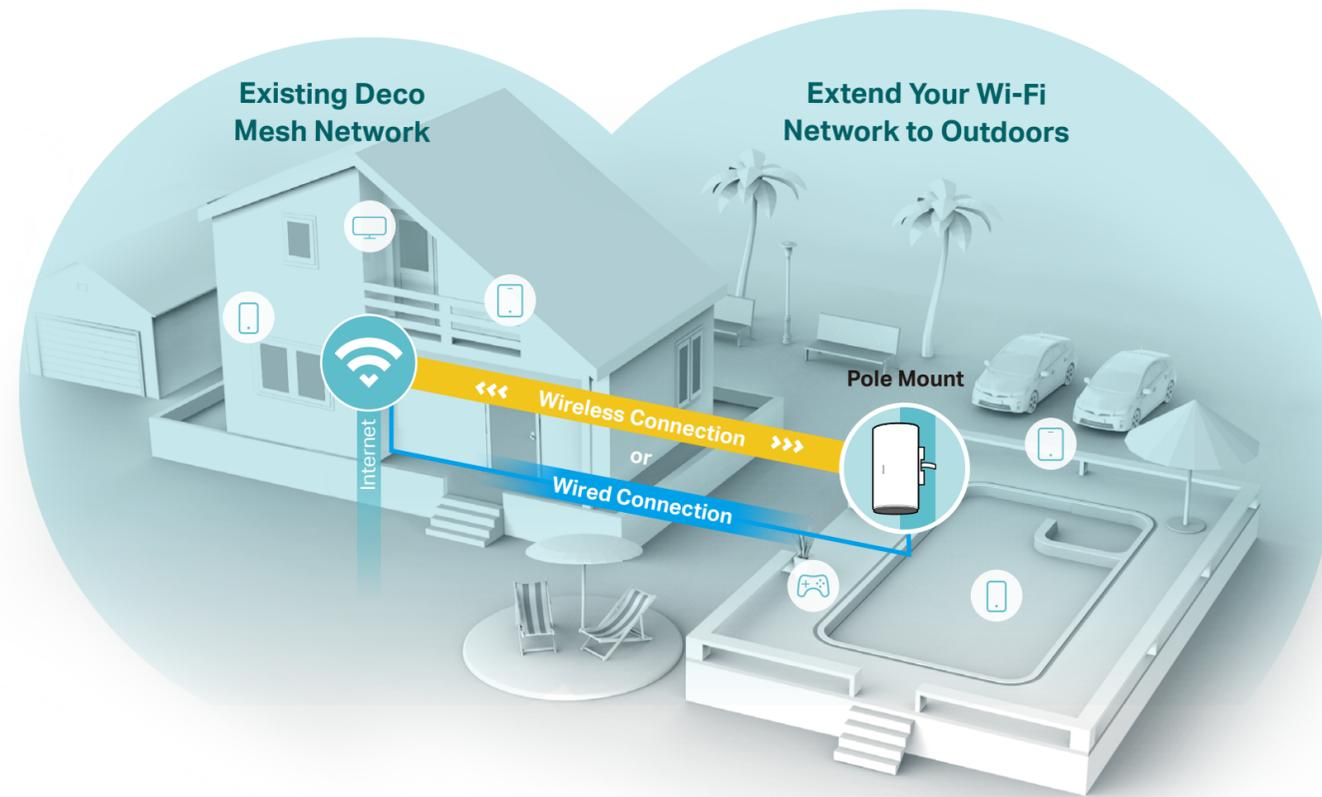 Existing Deco
Mesh Network
Extend Your Wi-Fi
Network to Outdoors
Pole Mount
Wireless Connection
or
Wired Connection
Internet